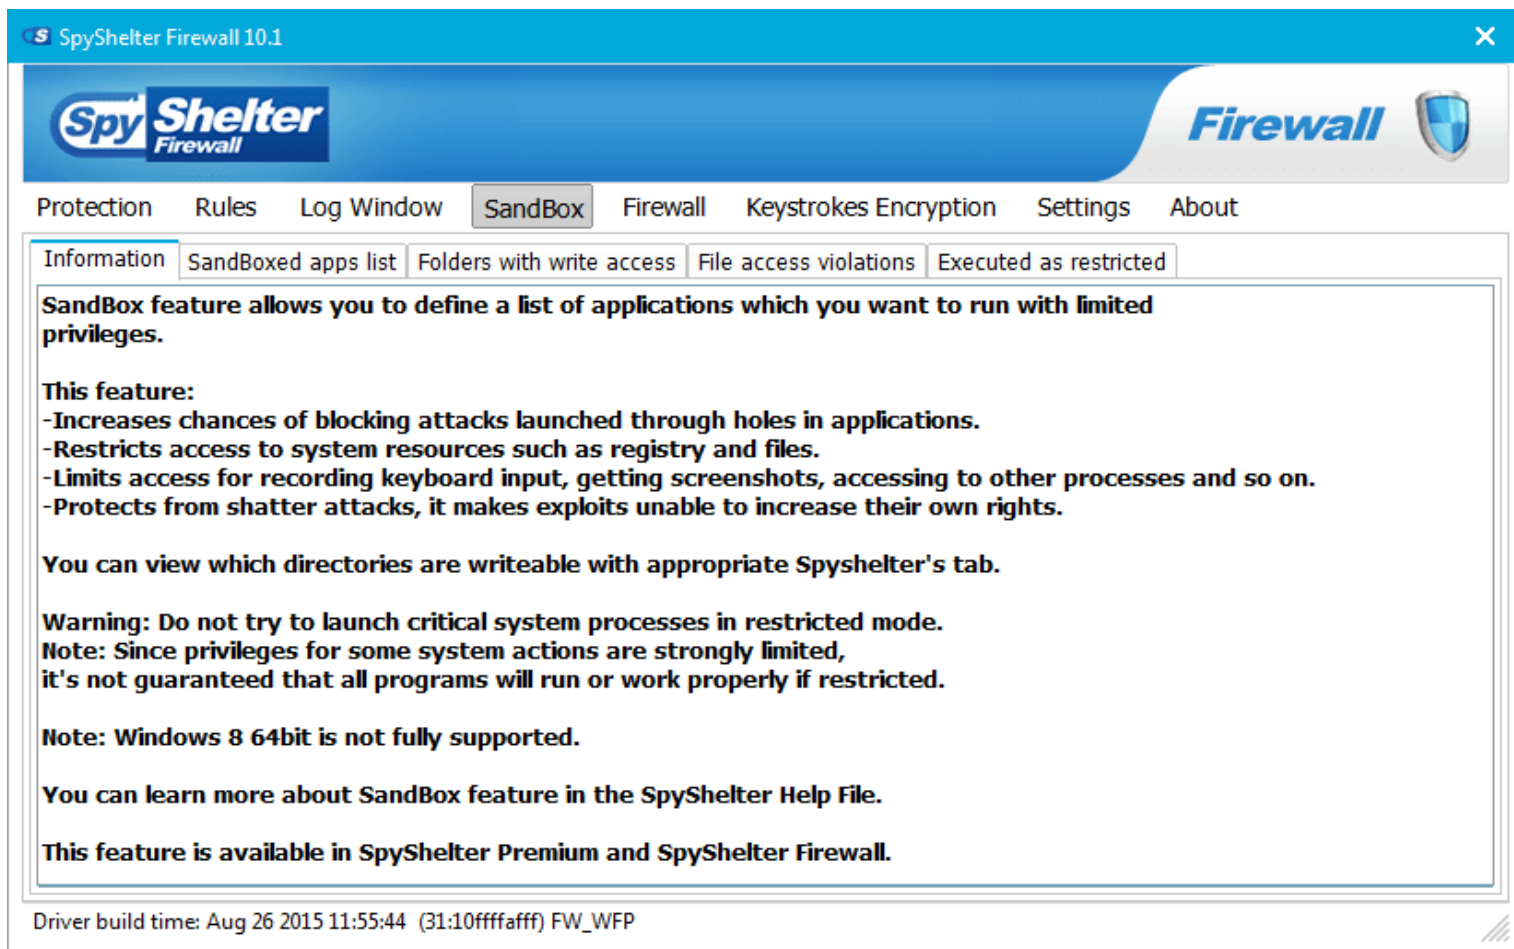 SpyShelter Firewall 10.1
Spy Shelter
Firewall
Firewall
Protection Rules Log Window SandBox Firewall Keystrokes Encryption Settings About
Information SandBoxed apps list Folders with write access File access violations Executed as restricted
SandBox feature allows you to define a list of applications which you want to run with limited
privileges.
This feature:
-Increases chances of blocking attacks launched through holes in applications.
-Restricts access to system resources such as registry and files.
-Limits access for recording keyboard input, getting screenshots, accessing to other processes and so on.
-Protects from shatter attacks, it makes exploits unable to increase their own rights.
You can view which directories are writeable with appropriate Spyshelter's tab.
Warning: Do not try to launch critical system processes in restricted mode.
Note: Since privileges for some system actions are strongly limited,
it's not guaranteed that all programs will run or work properly if restricted.
Note: Windows 8 64bit is not fully supported.
You can learn more about SandBox feature in the SpyShelter Help File.
This feature is available in SpyShelter Premium and SpyShelter Firewall.
Driver build time: Aug 26 2015 11:55:44 (31:10ffffafff) FW_WFP